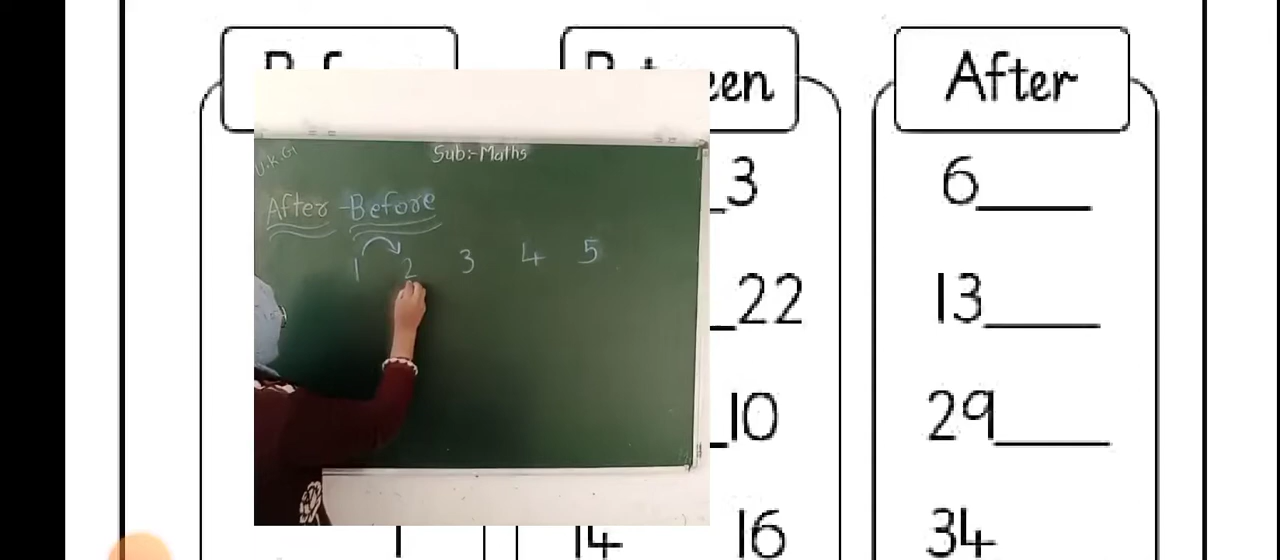 After
een
3
6____
22
13____
10
29____
14 16
34
1
U.K.G
Sub:- Maths
After - Before
1 2 3 4 5